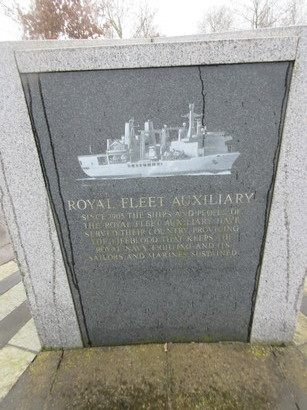 ROYAL FLEET AUXILIARY
SINCE 1905 THE SHIPS AND PEOPLE OF
THE ROYAL FLEET AUXILIARY HAVE
SERVED THEIR COUNTRY, PROVIDING
THE LIFEBLOOD THAT KEEPS THE
ROYAL NAVY FIGHTING AND ITS
SAILORS AND MARINES SUSTAINED